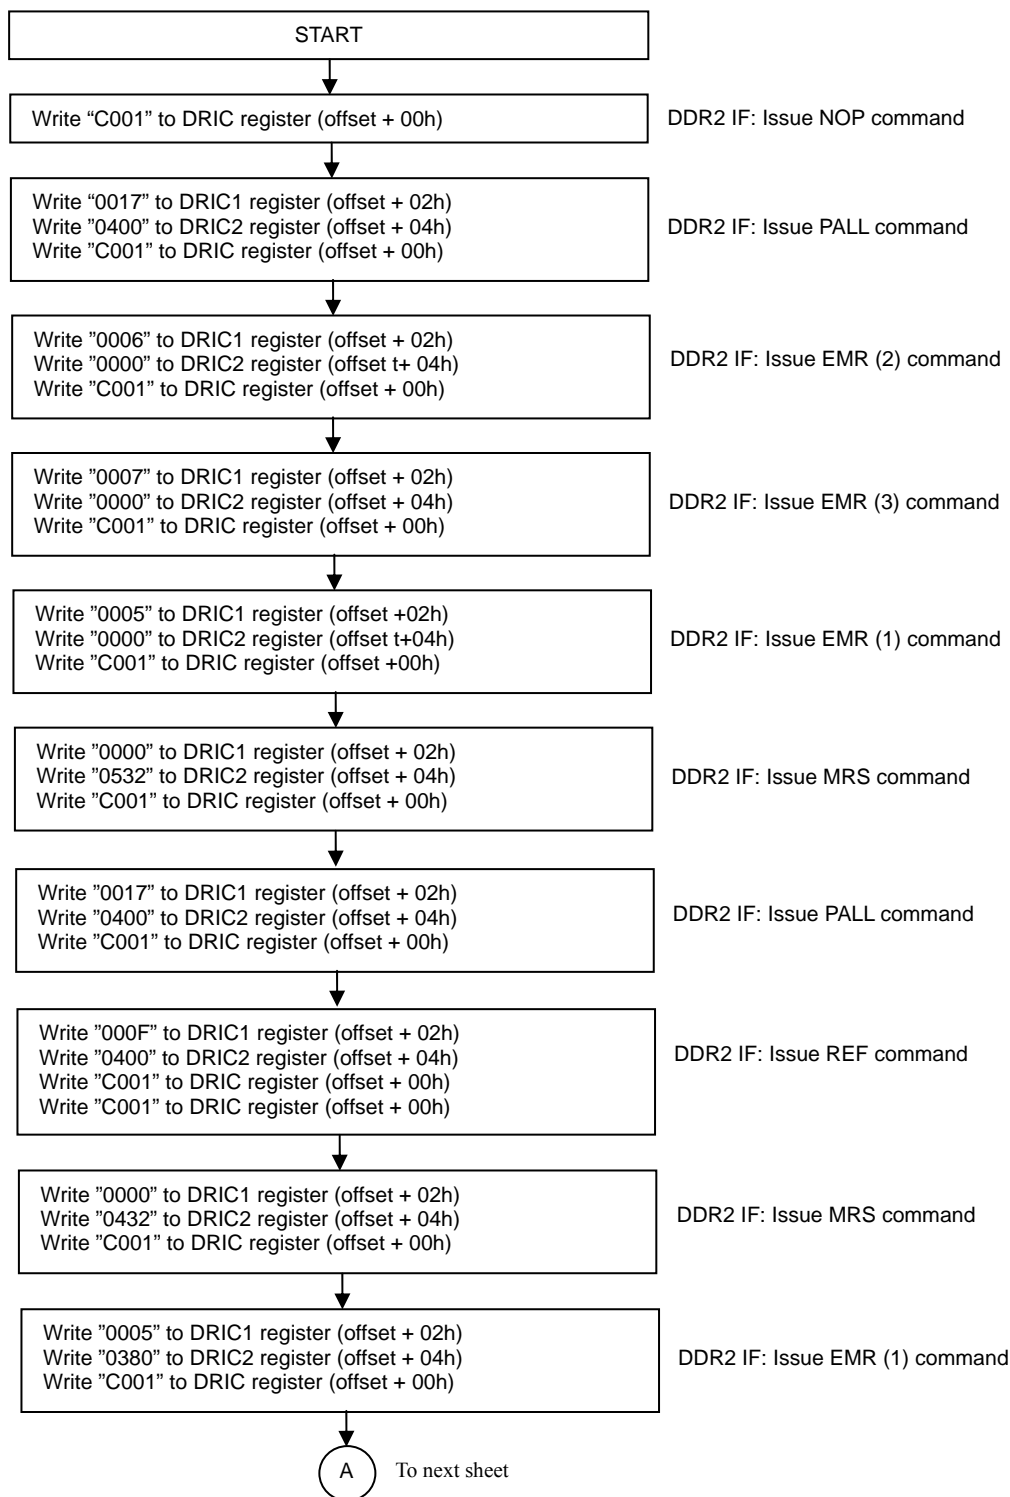 START
Write “C001” to DRIC register (offset + 00h)
DDR2 IF: Issue NOP command
Write “0017” to DRIC1 register (offset + 02h)
Write ”0400” to DRIC2 register (offset + 04h)
Write ”C001” to DRIC register (offset + 00h)
DDR2 IF: Issue PALL command
Write ”0006” to DRIC1 register (offset + 02h)
Write ”0000” to DRIC2 register (offset t+ 04h)
Write ”C001” to DRIC register (offset + 00h)
DDR2 IF: Issue EMR (2) command
Write ”0007” to DRIC1 register (offset + 02h)
Write ”0000” to DRIC2 register (offset + 04h)
Write ”C001” to DRIC register (offset + 00h)
DDR2 IF: Issue EMR (3) command
Write ”0005” to DRIC1 register (offset +02h)
Write ”0000” to DRIC2 register (offset t+04h)
Write ”C001” to DRIC register (offset +00h)
DDR2 IF: Issue EMR (1) command
Write ”0000” to DRIC1 register (offset + 02h)
Write ”0532” to DRIC2 register (offset + 04h)
Write ”C001” to DRIC register (offset + 00h)
DDR2 IF: Issue MRS command
Write ”0017” to DRIC1 register (offset + 02h)
Write ”0400” to DRIC2 register (offset + 04h)
Write ”C001” to DRIC register (offset + 00h)
DDR2 IF: Issue PALL command
Write ”000F” to DRIC1 register (offset + 02h)
Write ”0400” to DRIC2 register (offset + 04h)
Write ”C001” to DRIC register (offset + 00h)
Write ”C001” to DRIC register (offset + 00h)
DDR2 IF: Issue REF command
Write ”0000” to DRIC1 register (offset + 02h)
Write ”0432” to DRIC2 register (offset + 04h)
Write ”C001” to DRIC register (offset + 00h)
DDR2 IF: Issue MRS command
Write ”0005” to DRIC1 register (offset + 02h)
Write ”0380” to DRIC2 register (offset + 04h)
Write ”C001” to DRIC register (offset + 00h)
DDR2 IF: Issue EMR (1) command
A
To next sheet